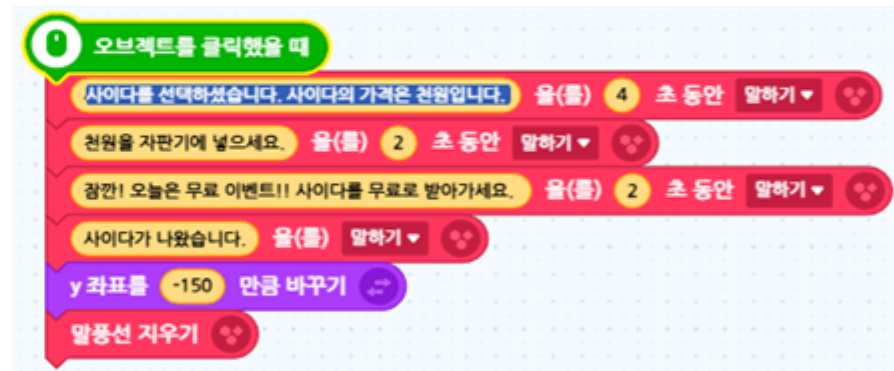 오브젝트를 클릭했을 때
사이다를 선택하셨습니다. 사이다의 가격은 천원입니다. 을(를) 4 초 동안 말하기▼
천원을 자판기에 넣으세요. 을(를) 2 초 동안 말하기▼
잠깐! 오늘은 무료 이벤트!! 사이다를 무료로 받아가세요. 을(를) 2 초 동안 말하기▼
사이다가 나왔습니다. 을(를) 말하기▼
y 좌표를 -150 만큼 바꾸기
말풍선 지우기